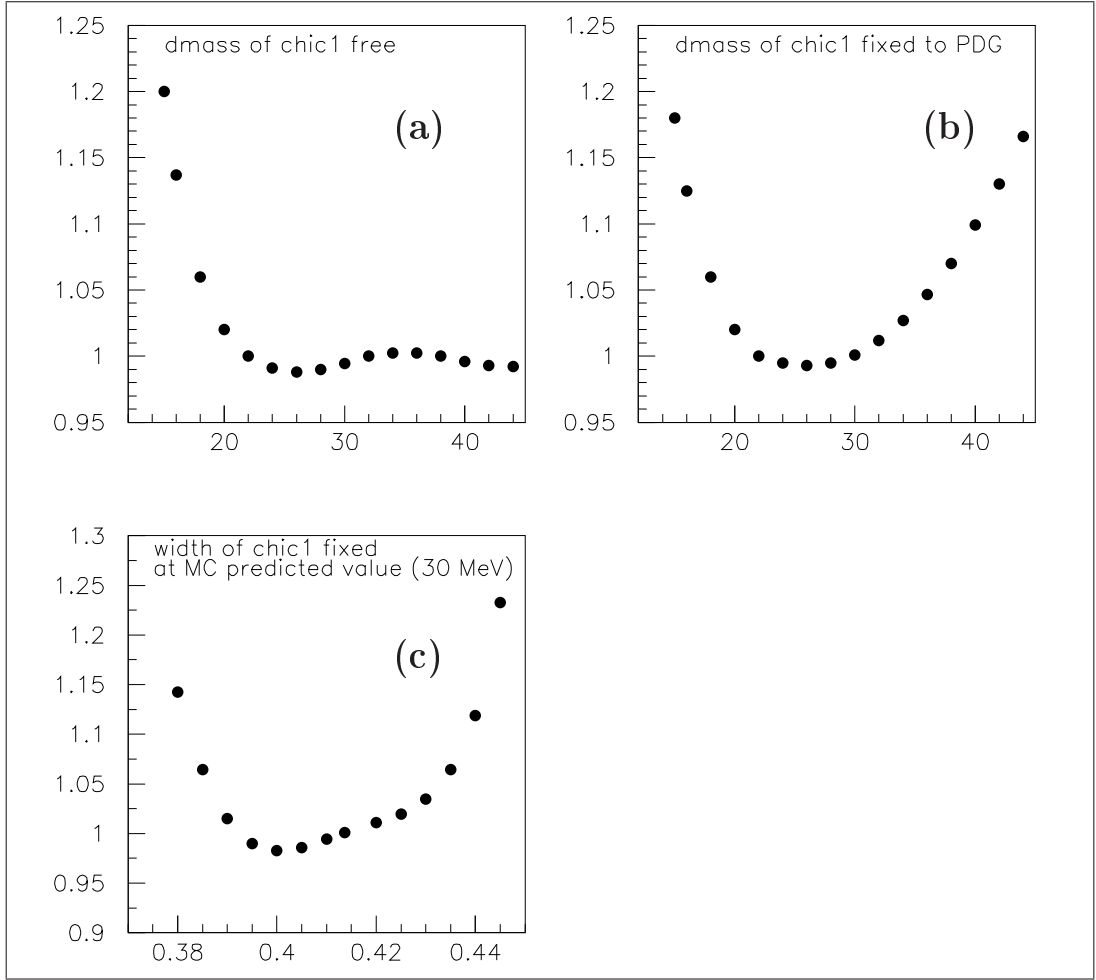 dmass of chic1 free
(a)
1.25
1.2
1.15
1.1
1.05
1
0.95
20 30 40
dmass of chic1 fixed to PDG
(b)
1.25
1.2
1.15
1.1
1.05
1
0.95
20 30 40
width of chic1 fixed
at MC predicted value (30 MeV)
(c)
1.3
1.25
1.2
1.15
1.1
1.05
1
0.95
0.9
0.38 0.4 0.42 0.44